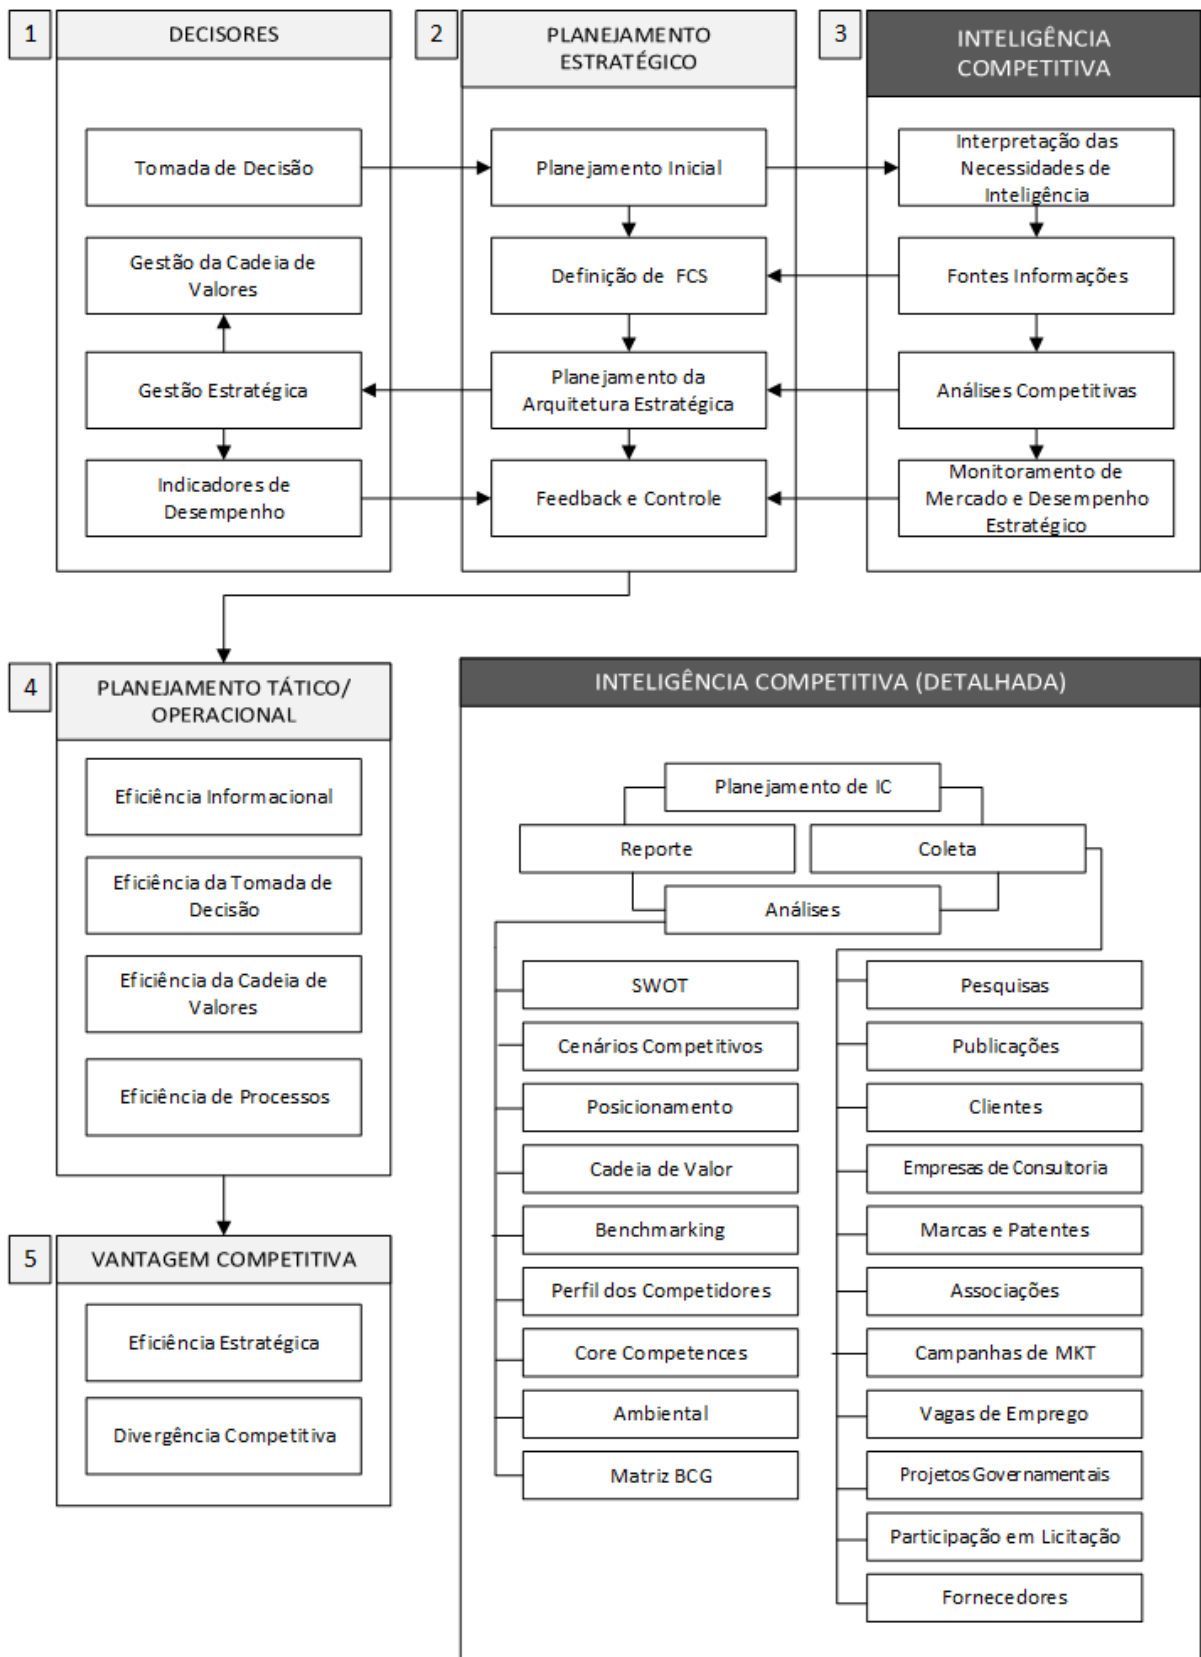 1
DECISORES
Tomada de Decisão
Gestão da Cadeia de
Valores
Gestão Estratégica
Indicadores de
Desempenho
2
PLANEJAMENTO
ESTRATÉGICO
Planejamento Inicial
Definição de FCS
Planejamento da
Arquitetura Estratégica
Feedback e Controle
3
INTELIGÊNCIA
COMPETITIVA
Interpretação das
Necessidades de
Inteligência
Fontes Informações
Análises Competitivas
Monitoramento de
Mercado e Desempenho
Estratégico
4
PLANEJAMENTO TÁTICO/
OPERACIONAL
Eficiência Informacional
Eficiência da Tomada de
Decisão
Eficiência da Cadeia de
Valores
Eficiência de Processos
5
VANTAGEM COMPETITIVA
Eficiência Estratégica
Divergência Competitiva
INTELIGÊNCIA COMPETITIVA (DETALHADA)
Planejamento de IC
Reporte
Coleta
Análises
SWOT
Cenários Competitivos
Posicionamento
Cadeia de Valor
Benchmarking
Perfil dos Competidores
Core Competences
Ambiental
Matriz BCG
Pesquisas
Publicações
Clientes
Empresas de Consultoria
Marcas e Patentes
Associações
Campanhas de MKT
Vagas de Emprego
Projetos Governamentais
Participação em Licitação
Fornecedores